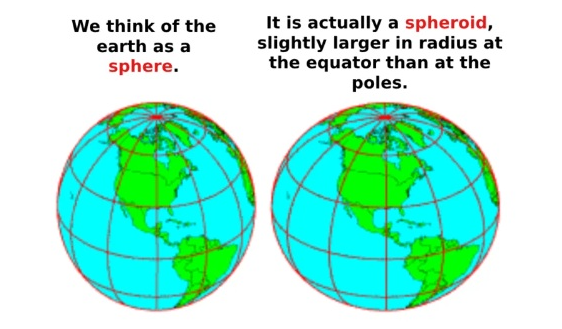 We think of the
earth as a
sphere.
It is actually a spheroid,
slightly larger in radius at
the equator than at the
poles.